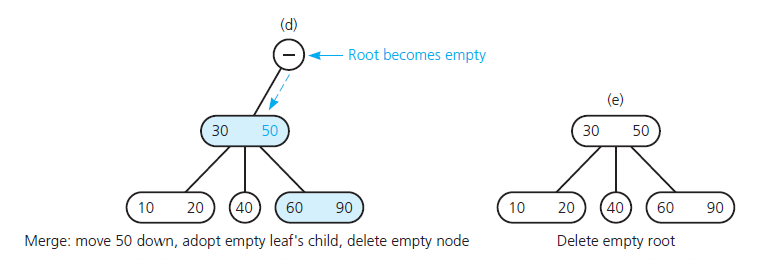 (d)
– Root becomes empty
(e)
30 50
30 50
10 20 40 60 90
10 20 40 60 90
Merge: move 50 down, adopt empty leaf's child, delete empty node
Delete empty root